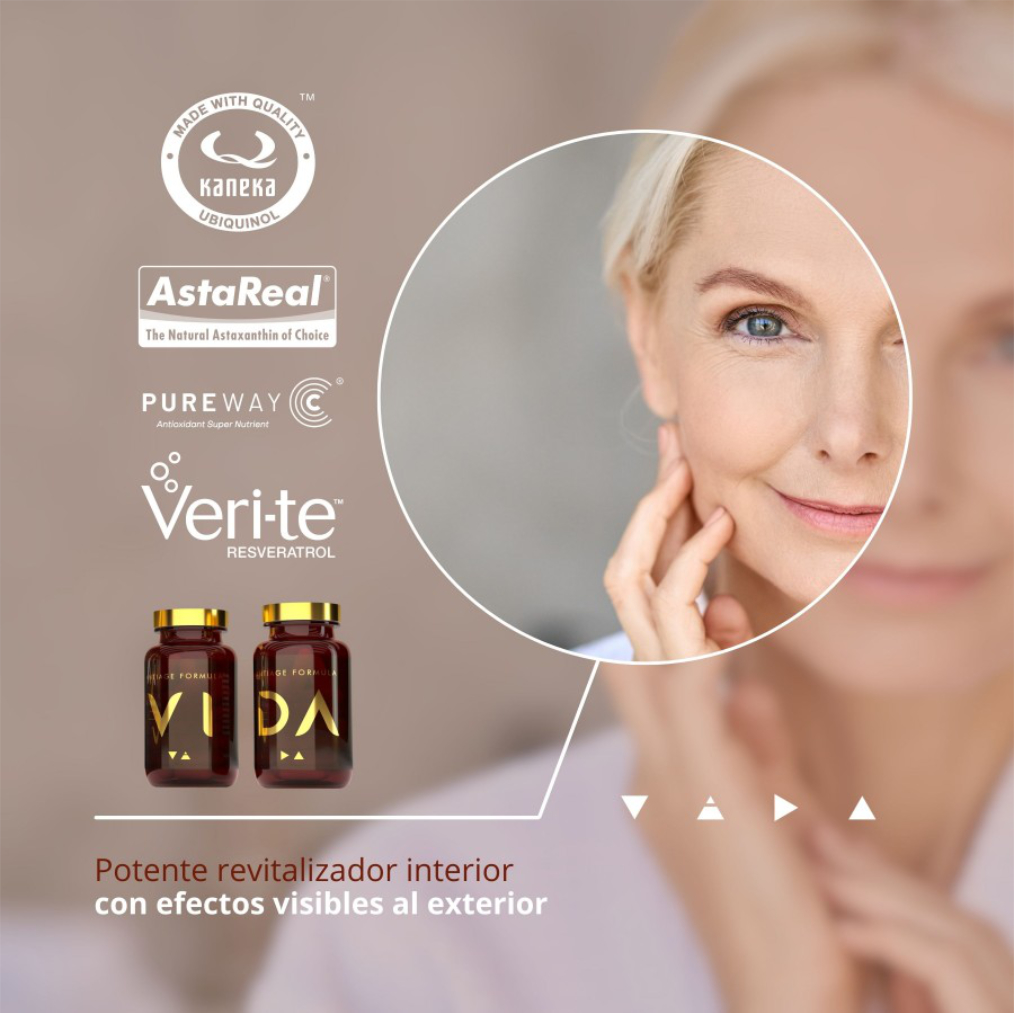 MADE WITH QUALITY
TM
KANEKA
UBIQUINOL
AstaReal®
The Natural Astaxanthin of Choice
PUREWAY C®
Antioxidant Super Nutrient
Veri-te™
RESVERATROL
VI
DA
Potente revitalizador interior
con efectos visibles al exterior